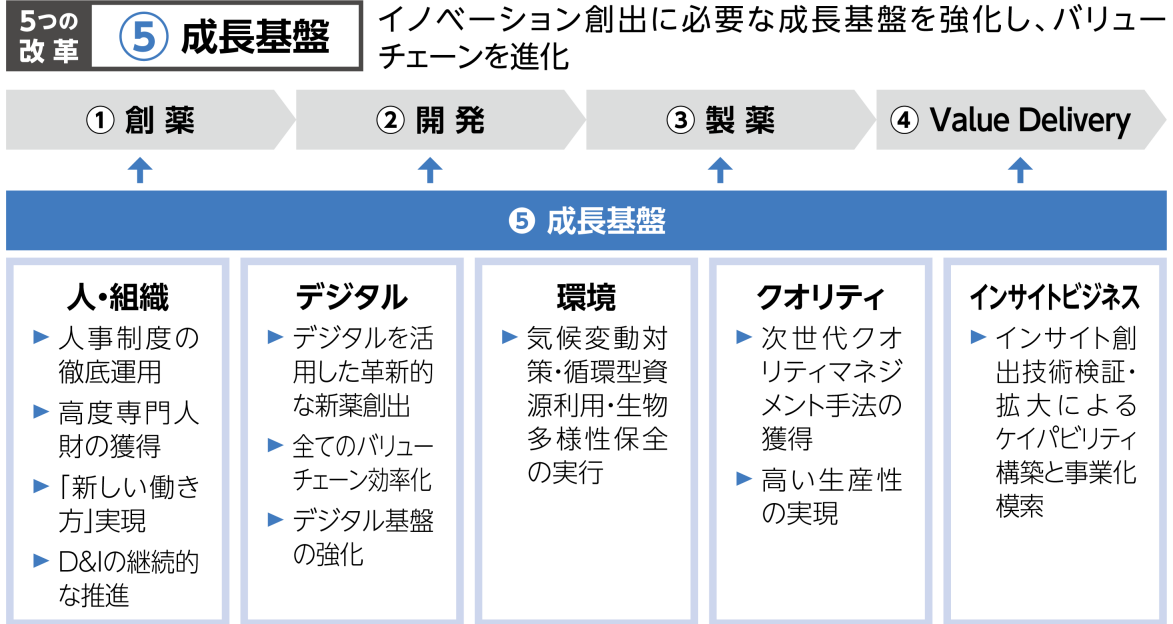 5つの
改革
⑤ 成長基盤
イノベーション創出に必要な成長基盤を強化し、バリュー
チェーンを進化
① 創薬
② 開発
③ 製薬
④ Value Delivery
❺ 成長基盤
人・組織
▶ 人事制度の
徹底運用
▶ 高度専門人
財の獲得
▶ 「新しい働き
方」実現
▶ D&Iの継続的
な推進
デジタル
▶ デジタルを活
用した革新的
な新薬創出
▶ 全てのバリュー
チェーン効率化
▶ デジタル基盤
の強化
環境
▶ 気候変動対
策・循環型資
源利用・生物
多様性保全
の実行
クオリティ
▶ 次世代クオ
リティマネジ
メント手法の
獲得
▶ 高い生産性
の実現
インサイトビジネス
▶ インサイト創
出技術検証・
拡大による
ケイパビリティ
構築と事業化
模索